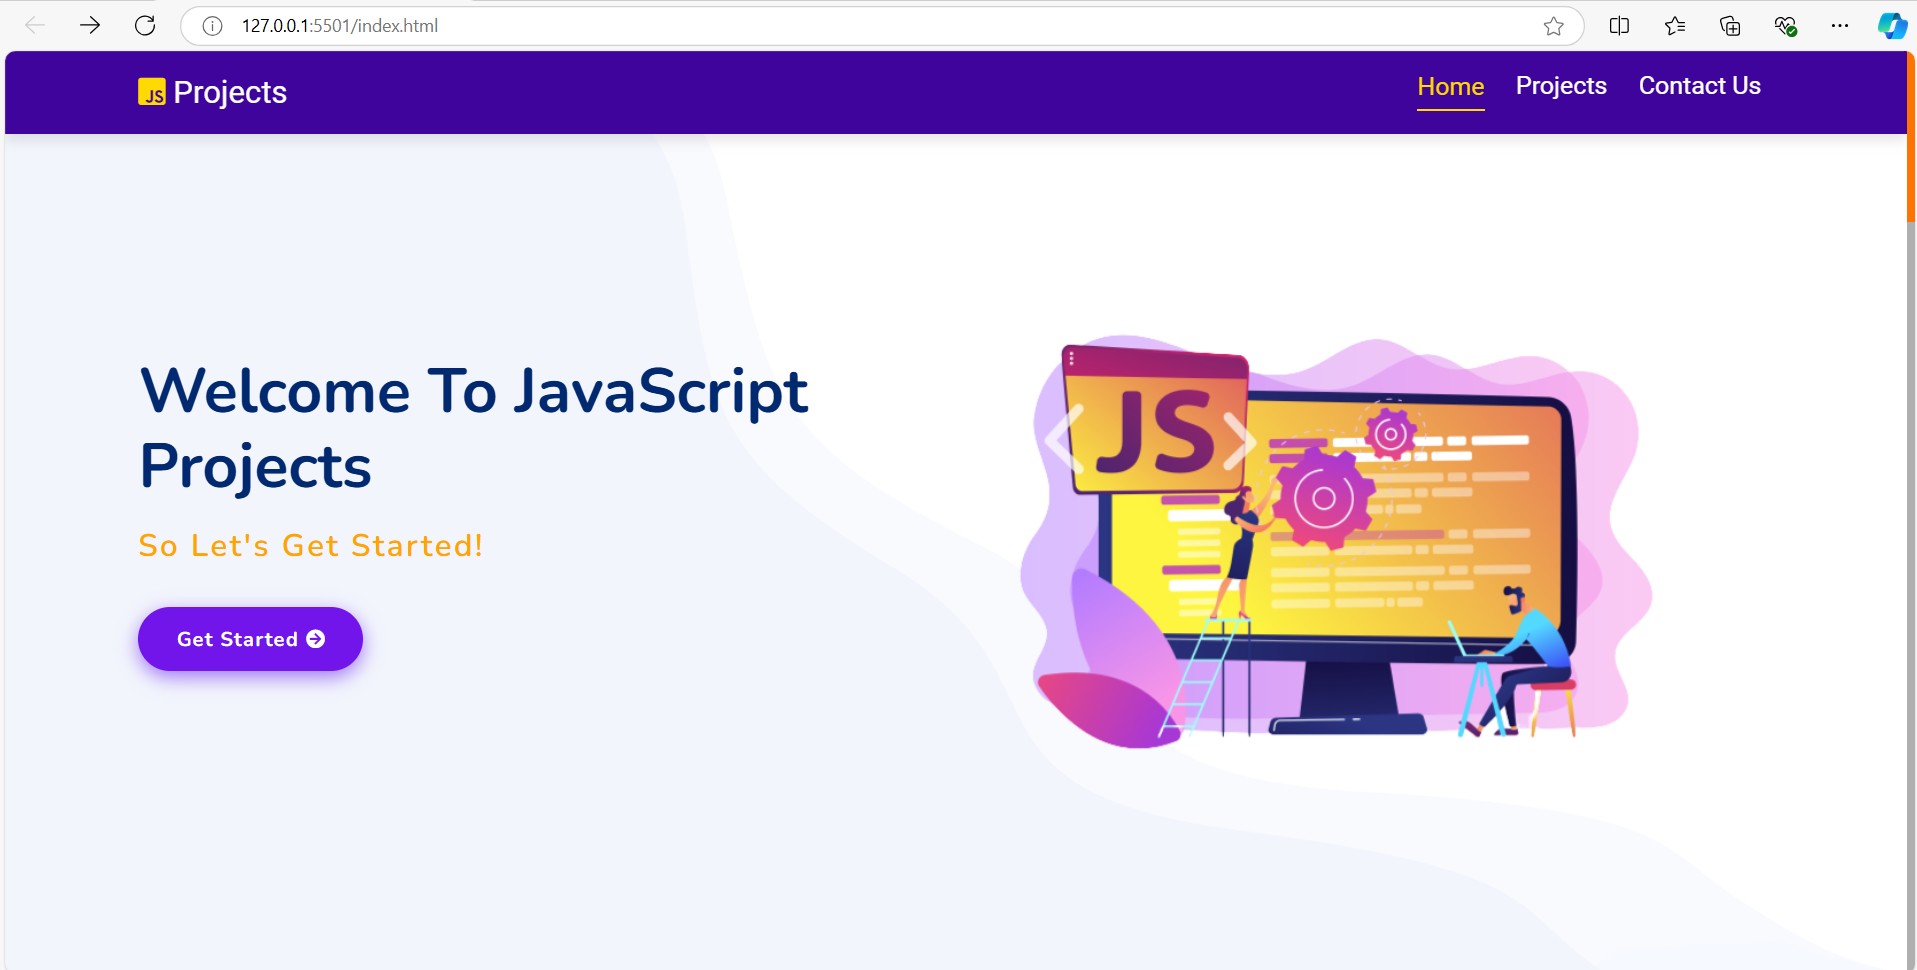 127.0.0.1:5501/index.html
JS Projects
Home Projects Contact Us
Welcome To JavaScript
Projects
So Let's Get Started!
Get Started
JS